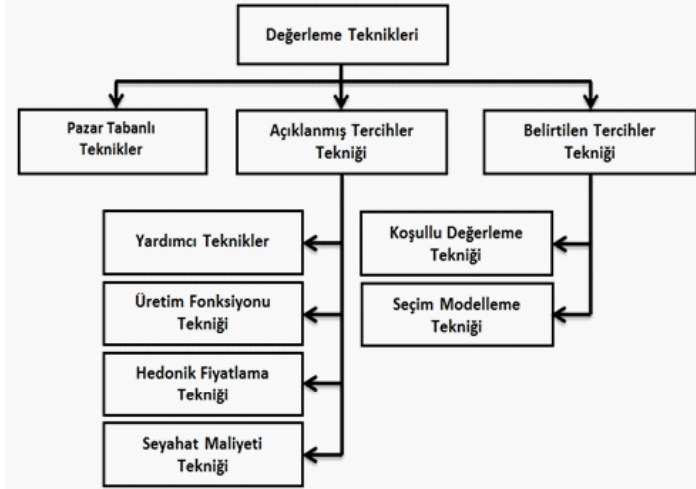 Değerleme Teknikleri
Pazar Tabanlı
Teknikler
Açıklanmış Tercihler
Tekniği
Belirtilen Tercihler
Tekniği
Yardımcı Teknikler
Üretim Fonksiyonu
Tekniği
Hedonik Fiyatlama
Tekniği
Seyahat Maliyeti
Tekniği
Koşullu Değerleme
Tekniği
Seçim Modelleme
Tekniği